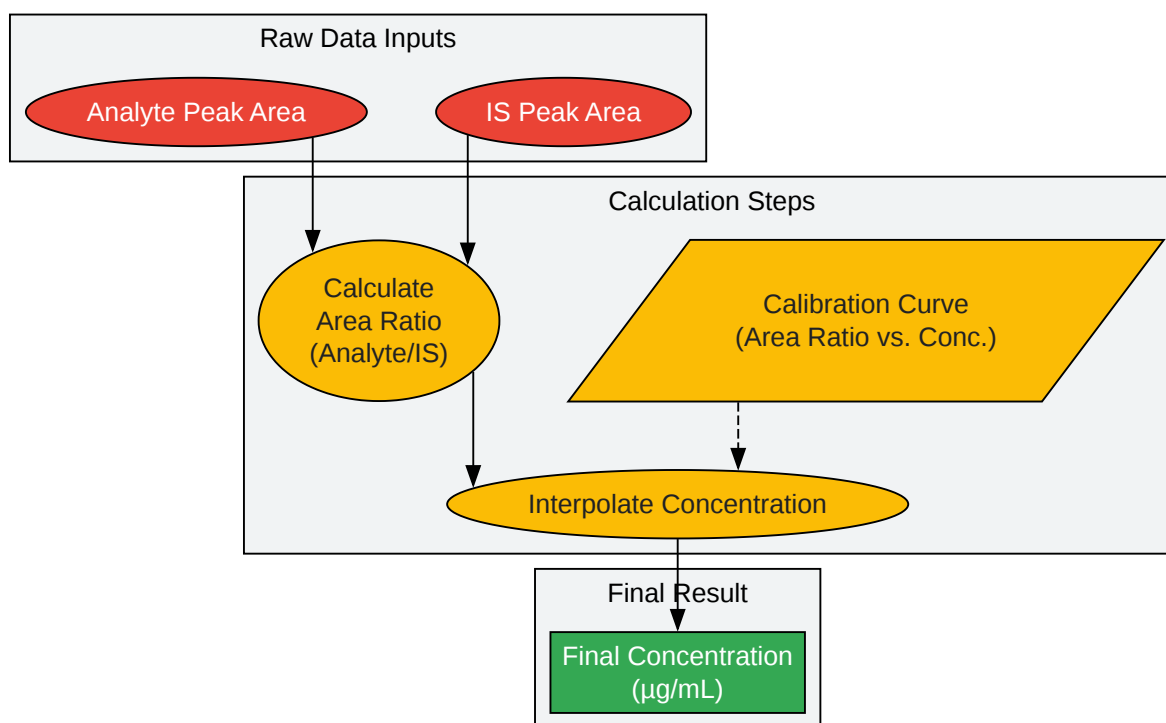 Raw Data Inputs
Analyte Peak Area
IS Peak Area
Calculation Steps
Calculate
Area Ratio
(Analyte/IS)
Calibration Curve
(Area Ratio vs. Conc.)
Interpolate Concentration
Final Result
Final Concentration
(µg/mL)